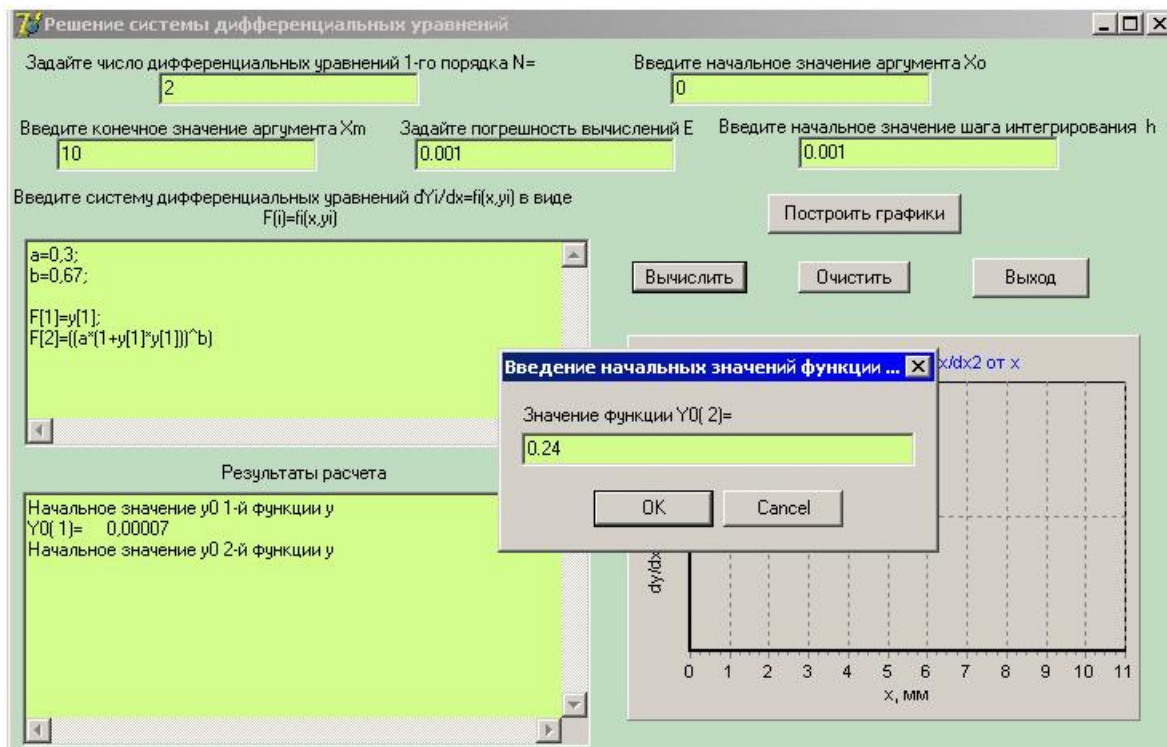 Решение системы дифференциальных уравнений
Задайте число дифференциальных уравнений 1-го порядка N=
2
Введите начальное значение аргумента Xo
0
Введите конечное значение аргумента Xm
10
Задайте погрешность вычислений E
0.001
Введите начальное значение шага интегрирования h
0.001
Введите систему дифференциальных уравнений dYi/dx=fi(x,yi) в виде
F(i)=fi(x,yi)
a=0,3;
b=0,67;
F[1]=y[1];
F[2]=((a*(1+y[1]*y[1]))^b)
Построить графики
Вычислить
Очистить
Выход
Введение начальных значений функции ...
Значение функции Y0( 2)=
0.24
OK
Cancel
x/dx2 от x
dy/dx
0 1 2 3 4 5 6 7 8 9 10 11
x, мм
Результаты расчета
Начальное значение y0 1-й функции y
Y0( 1)= 0,00007
Начальное значение y0 2-й функции y